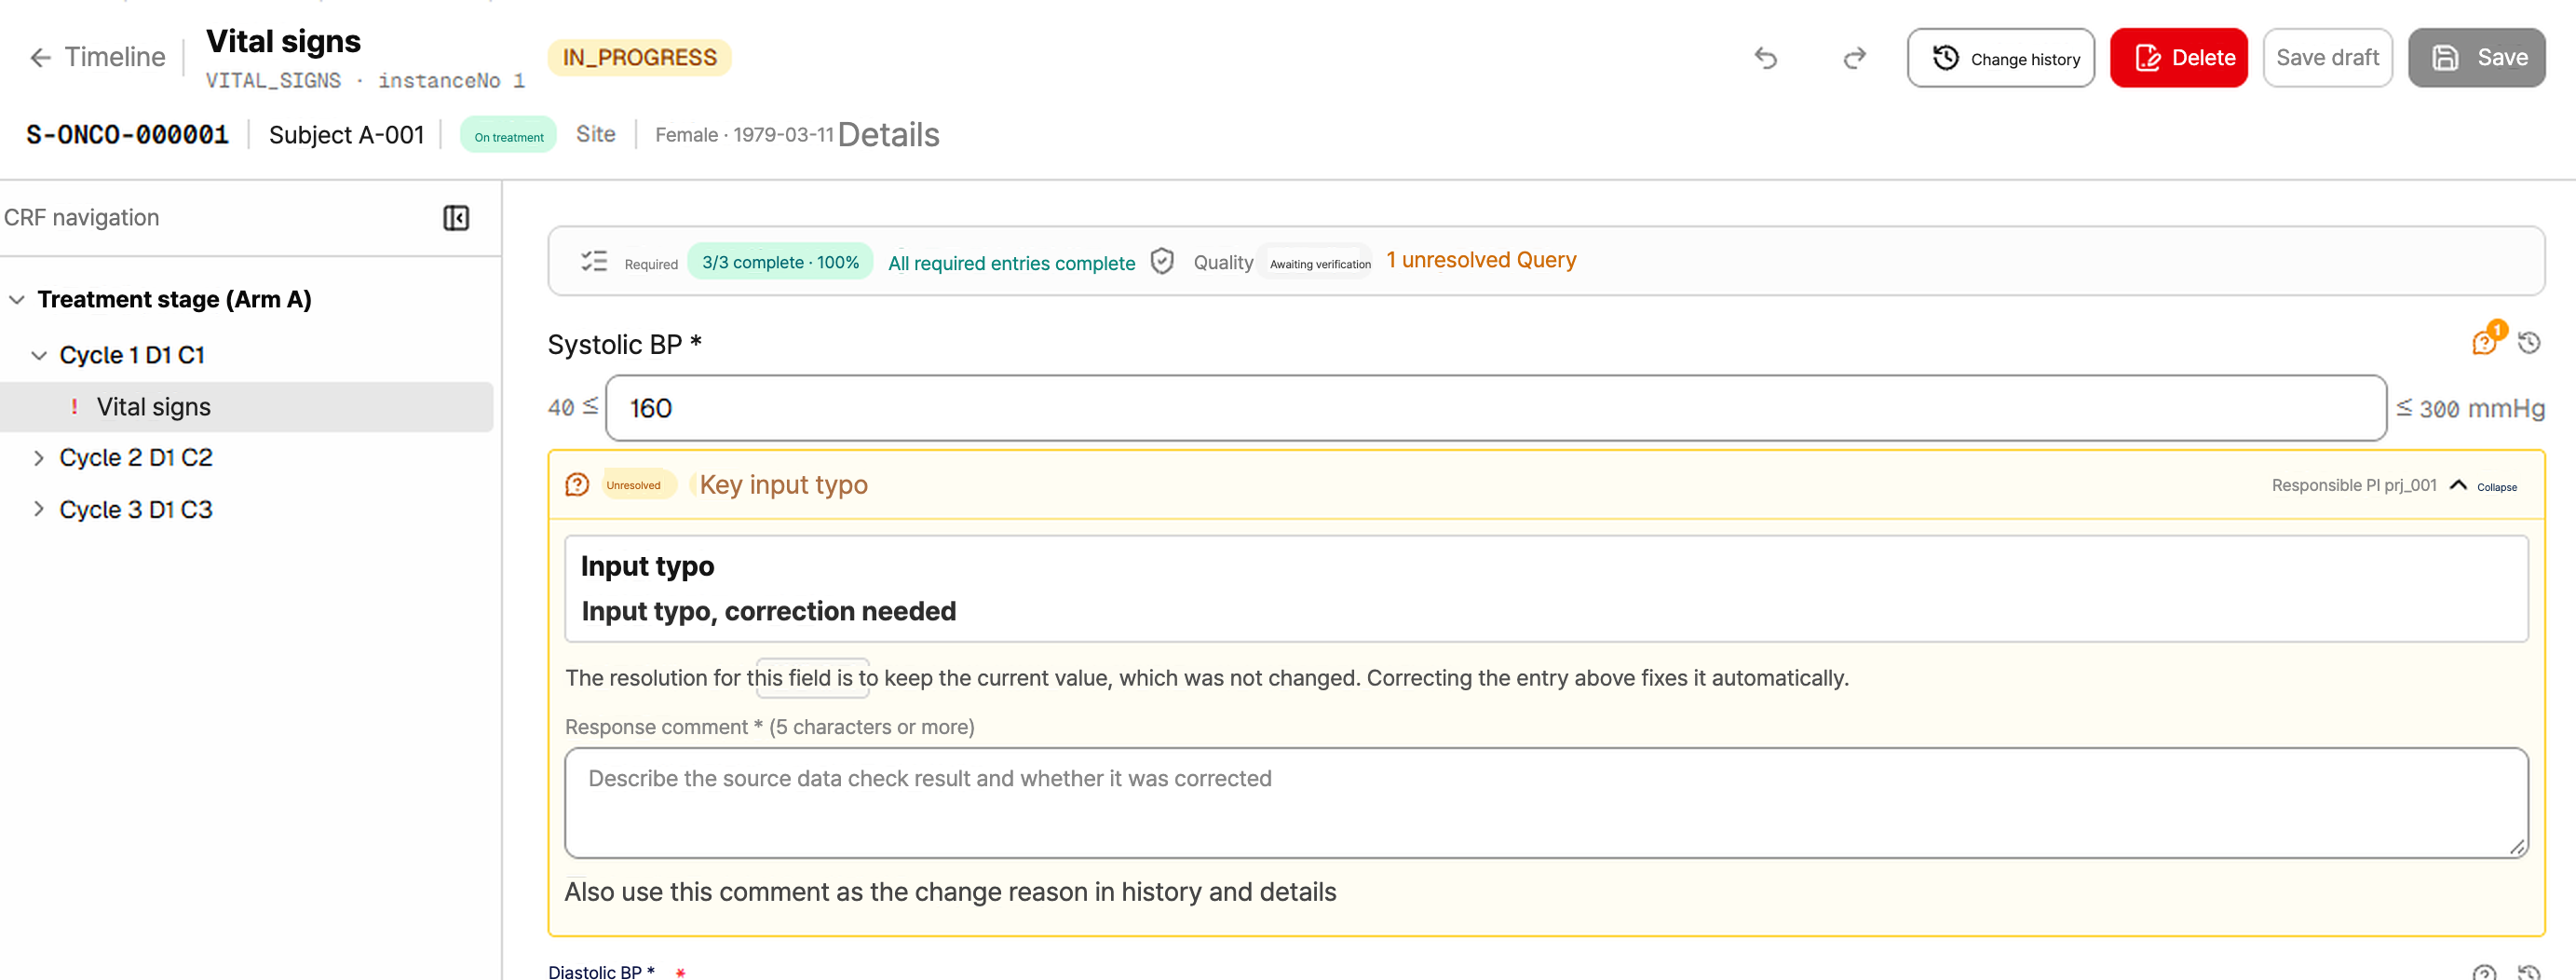 Timeline
Vital signs
VITAL_SIGNS · instanceNo 1
IN_PROGRESS
Change history
Delete
Save draft
Save
S-ONCO-000001
Subject A-001
On treatment
Site
Female · 1979-03-11
Details
CRF navigation
Treatment stage (Arm A)
Cycle 1 D1 C1
! Vital signs
Cycle 2 D1 C2
Cycle 3 D1 C3
Required
3/3 complete · 100%
All required entries complete
Quality
Awaiting verification
1 unresolved Query
Systolic BP *
1
40 ≤
160
≤ 300 mmHg
Unresolved
Key input typo
Responsible PI prj_001
Collapse
Input typo
Input typo, correction needed
The resolution for this field is to keep the current value, which was not changed. Correcting the entry above fixes it automatically.
Response comment * (5 characters or more)
Describe the source data check result and whether it was corrected
Also use this comment as the change reason in history and details
Diastolic BP * *